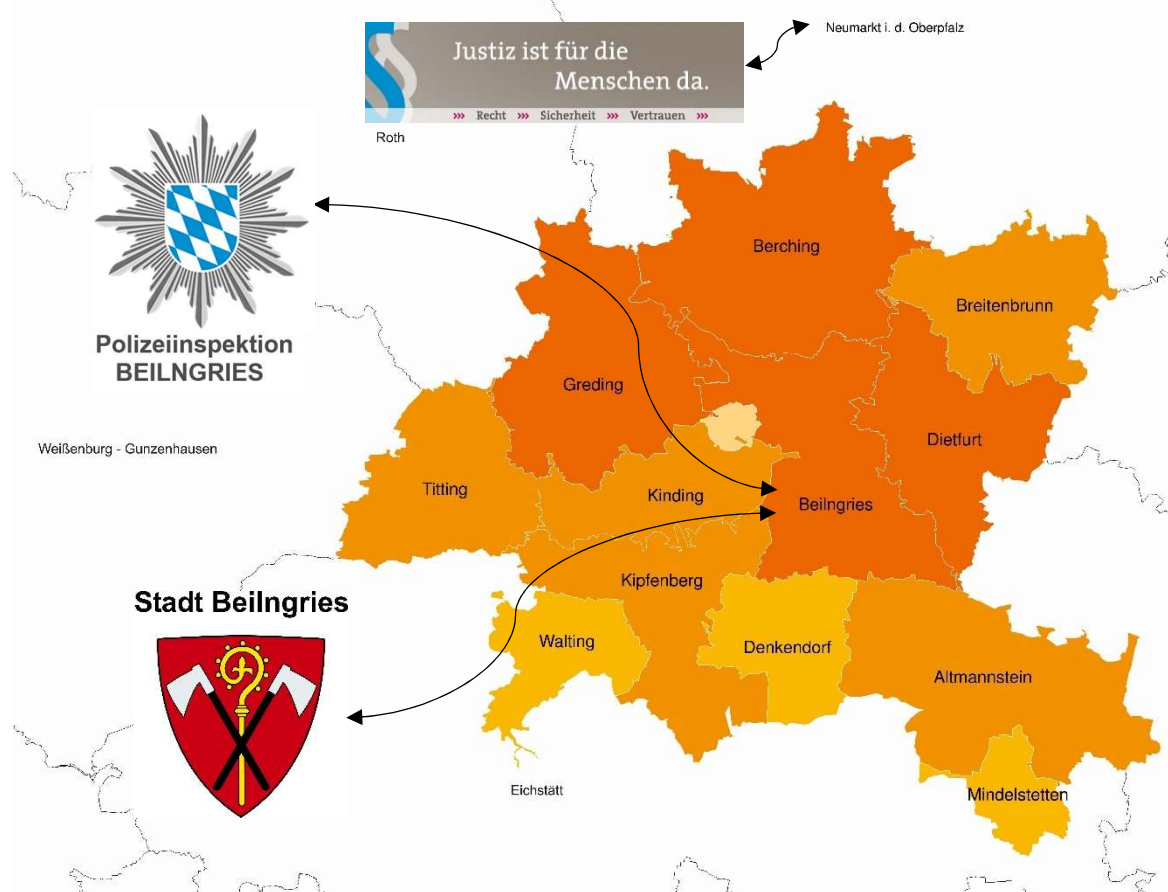 Neumarkt i. d. Oberpfalz
Justiz ist für die
Menschen da.
››› Recht ››› Sicherheit ››› Vertrauen ›››
Roth
Berching
Breitenbrunn
Polizeiinspektion
BEILNGRIES
Greding
Dietfurt
Weißenburg - Gunzenhausen
Titting
Kinding
Beilngries
Kipfenberg
Stadt Beilngries
Walting
Denkendorf
Altmannstein
Eichstätt
Mindelstetten